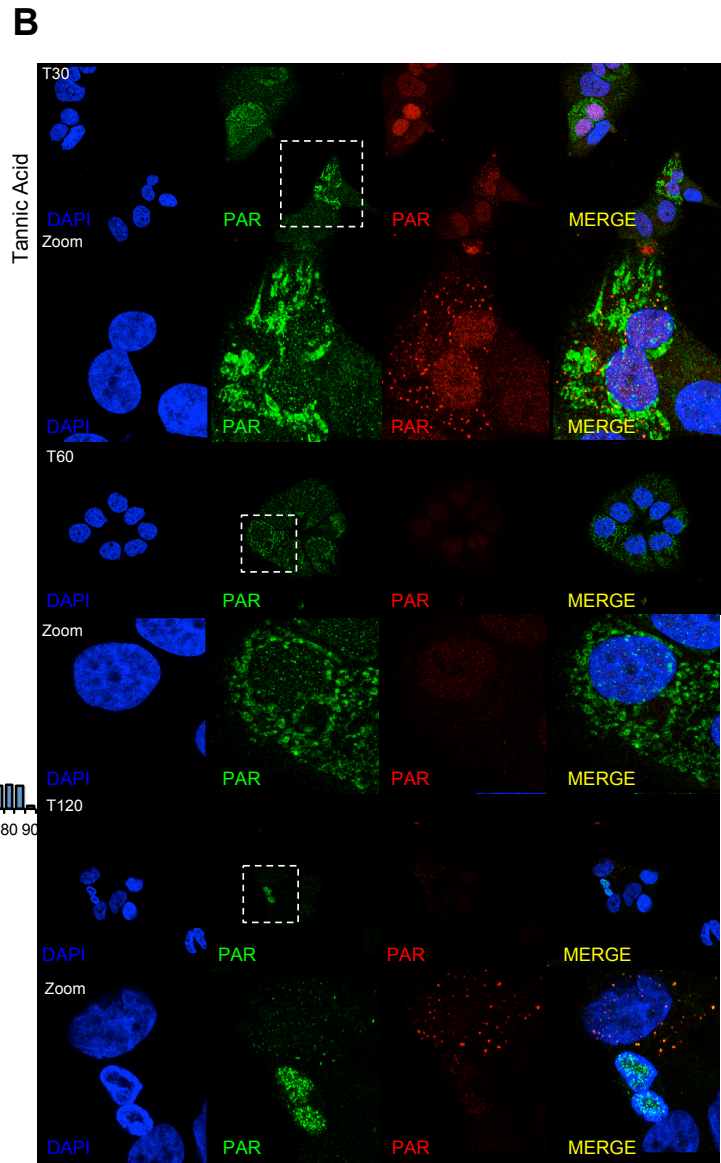 B
Tannic Acid
T30
DAPI PAR PAR MERGE
Zoom
DAPI PAR PAR MERGE
T60
DAPI PAR PAR MERGE
Zoom
DAPI PAR PAR MERGE
80 90
T120
DAPI PAR PAR MERGE
Zoom
DAPI PAR PAR MERGE